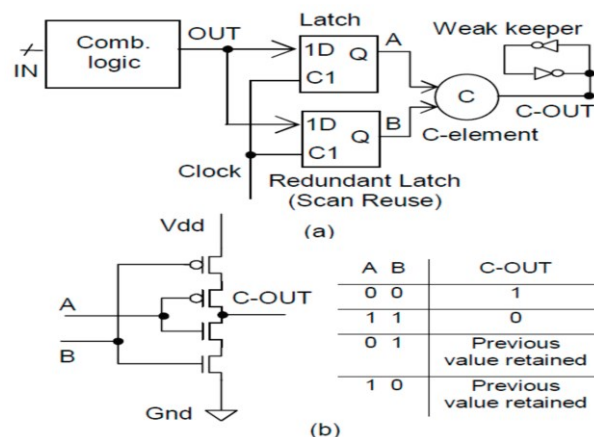 Latch
Weak keeper
Comb.
logic
OUT
IN
1D
Q
C1
A
C
C-OUT
1D
Q
C1
B
C-element
Clock
Redundant Latch
(Scan Reuse)
(a)
Vdd
A
B
C-OUT
Gnd
A B C-OUT
0 0 1
1 1 0
0 1 Previous
value retained
1 0 Previous
value retained
(b)